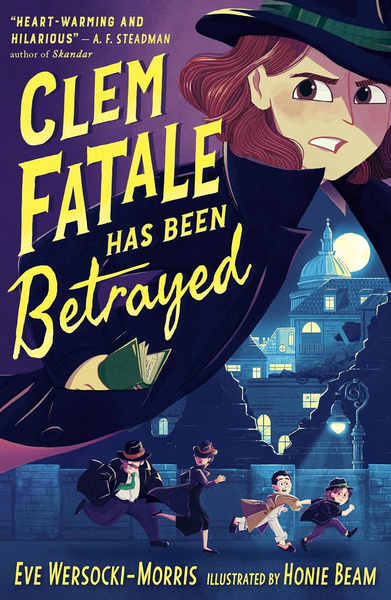 "HEART-WARMING AND
HILARIOUS" – A. F. STEADMAN
author of Skandar
CLEM
FATALE
HAS BEEN
Betrayed
EVE WERSOCKI-MORRIS ILLUSTRATED BY HONIE BEAM